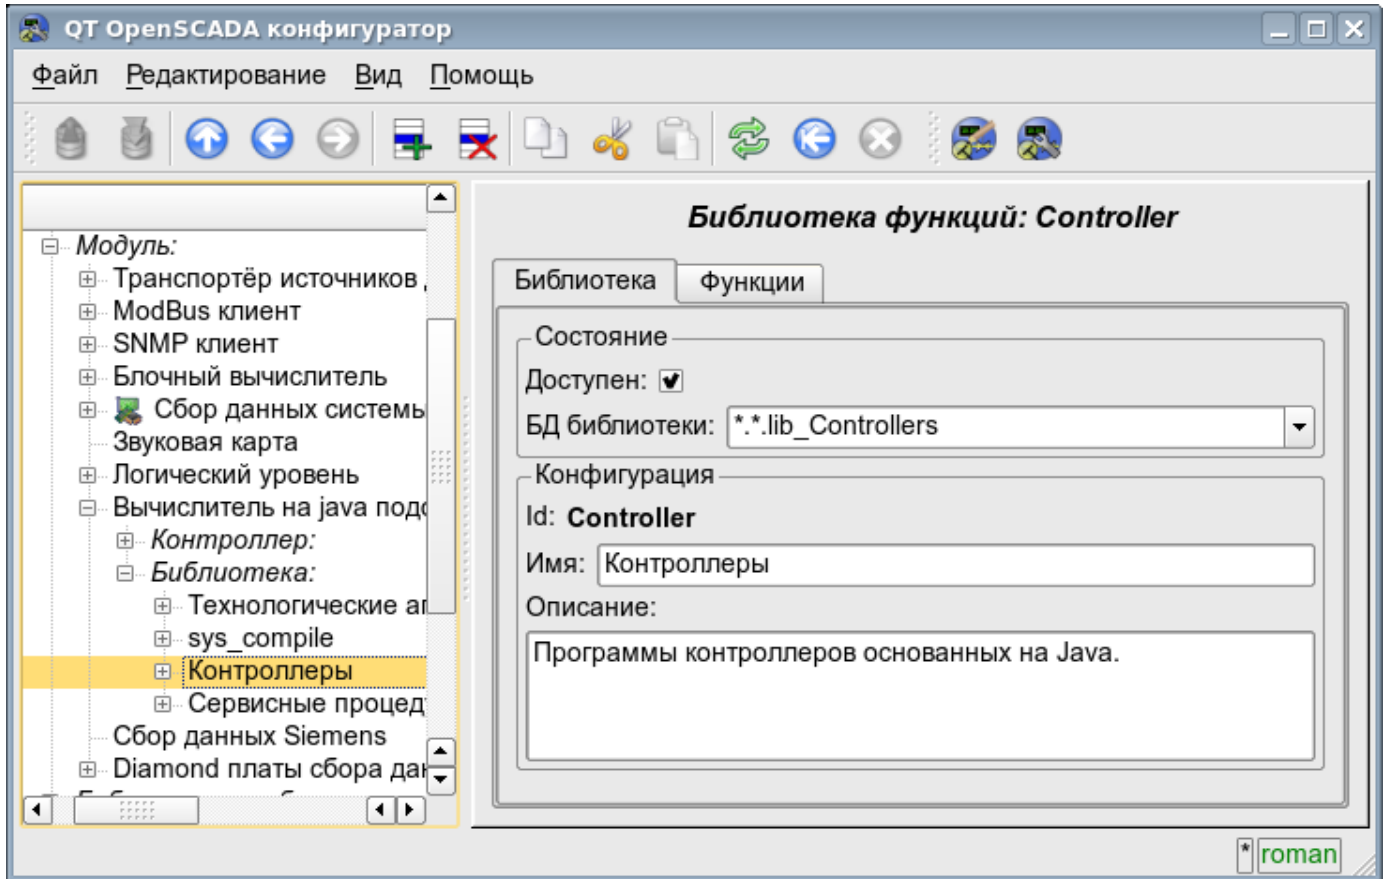 QT OpenSCADA конфигуратор
Файл Редактирование Вид Помощь
Модуль:
Транспортёр источников
ModBus клиент
SNMP клиент
Блочный вычислитель
Сбор данных системы
Звуковая карта
Логический уровень
Вычислитель на java
Контроллер:
Библиотека:
Технологические
sys_compile
Контроллеры
Сервисные
Сбор данных Siemens
Diamond платы сбора
Библиотека функций: Controller
Библиотека Функции
Состояние
Доступен:
БД библиотеки: *.*.lib_Controllers
Конфигурация
Id: Controller
Имя: Контроллеры
Описание:
Программы контроллеров основанных на Java.
* roman